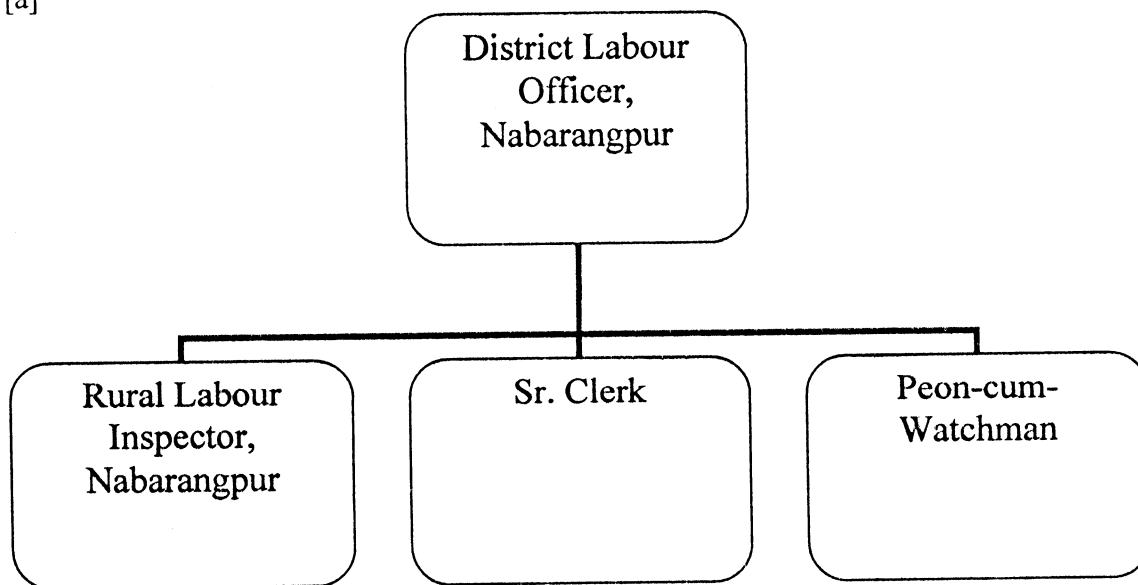 [a]
District Labour
Officer,
Nabarangpur
Rural Labour
Inspector,
Nabarangpur
Sr. Clerk
Peon-cum-
Watchman